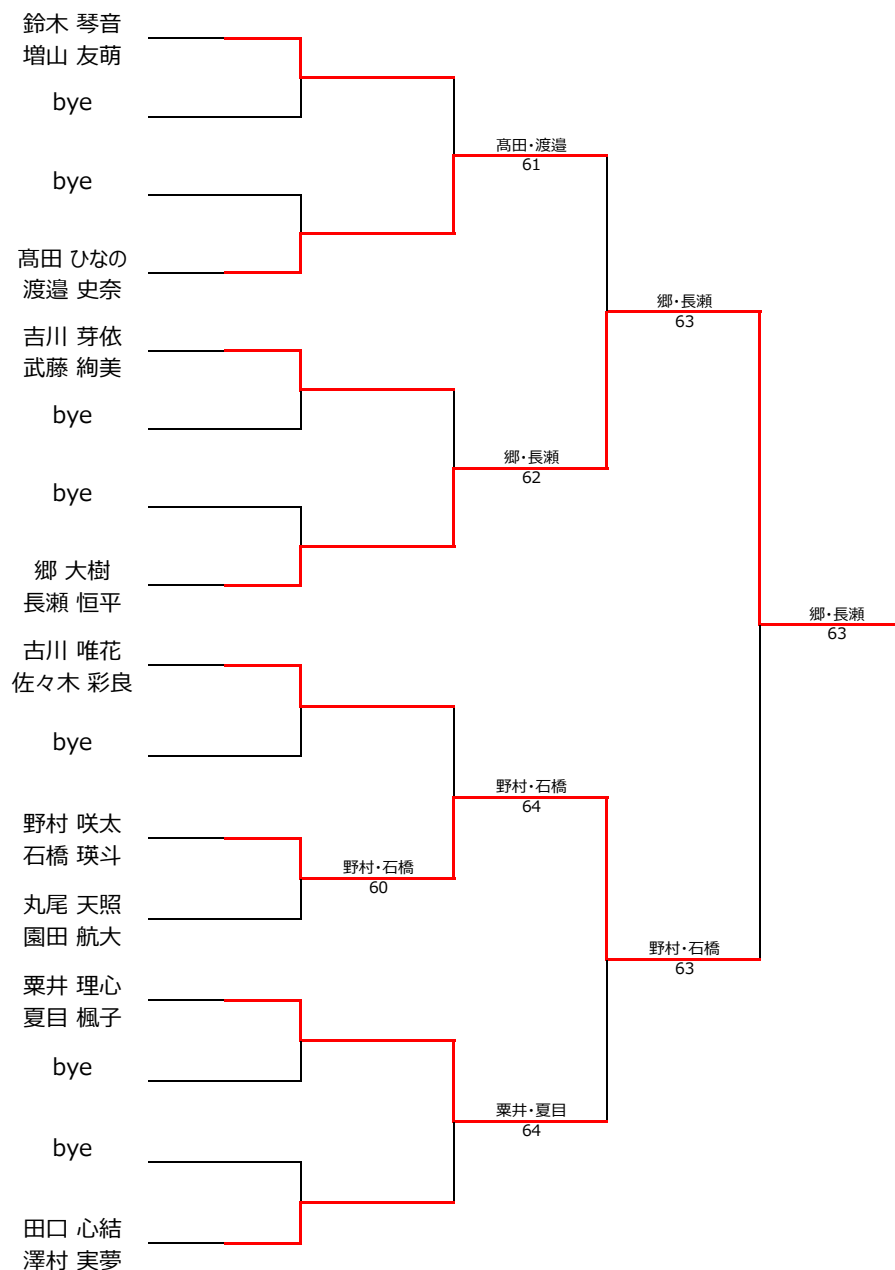 鈴木 琴音
増山 友萌
bye
bye
髙田 ひなの
渡邉 史奈
吉川 芽依
武藤 絢美
bye
bye
郷 大樹
長瀬 恒平
古川 唯花
佐々木 彩良
bye
野村 咲太
石橋 瑛斗
丸尾 天照
園田 航大
粟井 理心
夏目 楓子
bye
bye
田口 心結
澤村 実夢
野村・石橋
60
髙田・渡邉
61
郷・長瀬
62
野村・石橋
64
粟井・夏目
64
郷・長瀬
63
野村・石橋
63
郷・長瀬
63